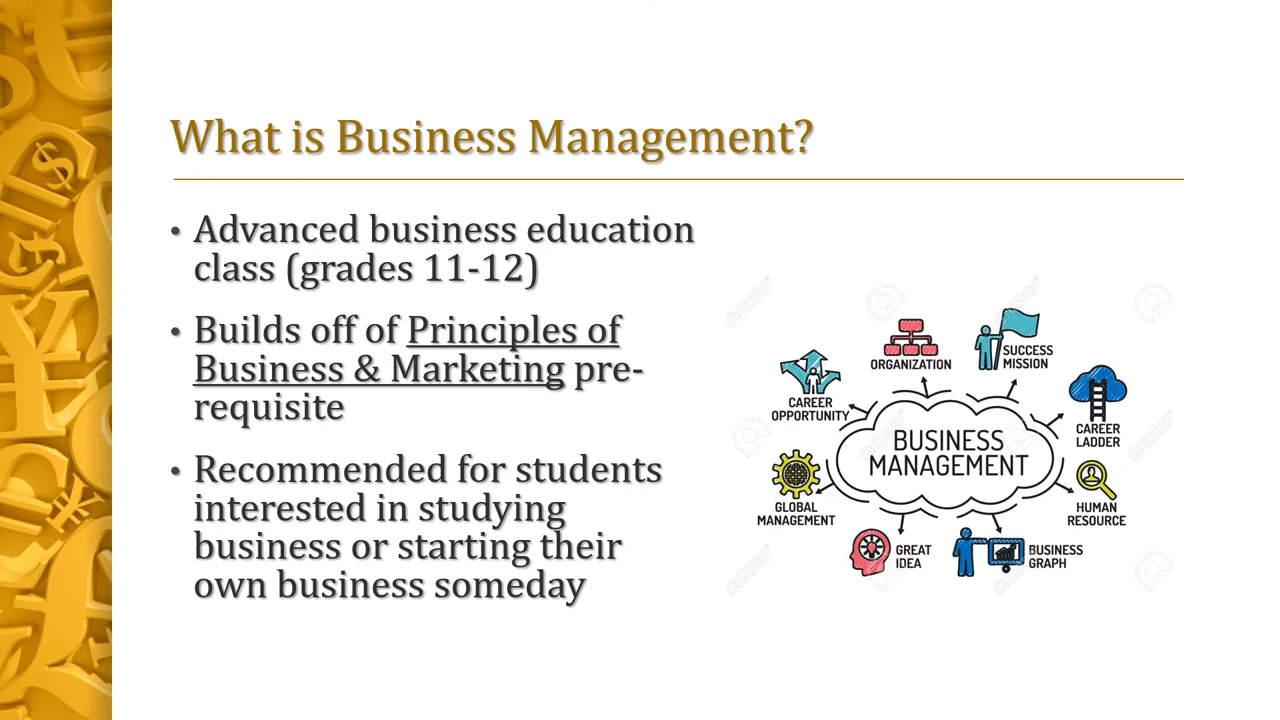 What is Business Management?
• Advanced business education
class (grades 11-12)
• Builds off of Principles of
Business & Marketing pre-
requisite
• Recommended for students
interested in studying
business or starting their
own business someday
ORGANIZATION
SUCCESS
MISSION
CAREER
OPPORTUNITY
CAREER
LADDER
BUSINESS
MANAGEMENT
GLOBAL
MANAGEMENT
HUMAN
RESOURCE
GREAT
IDEA
BUSINESS
GRAPH